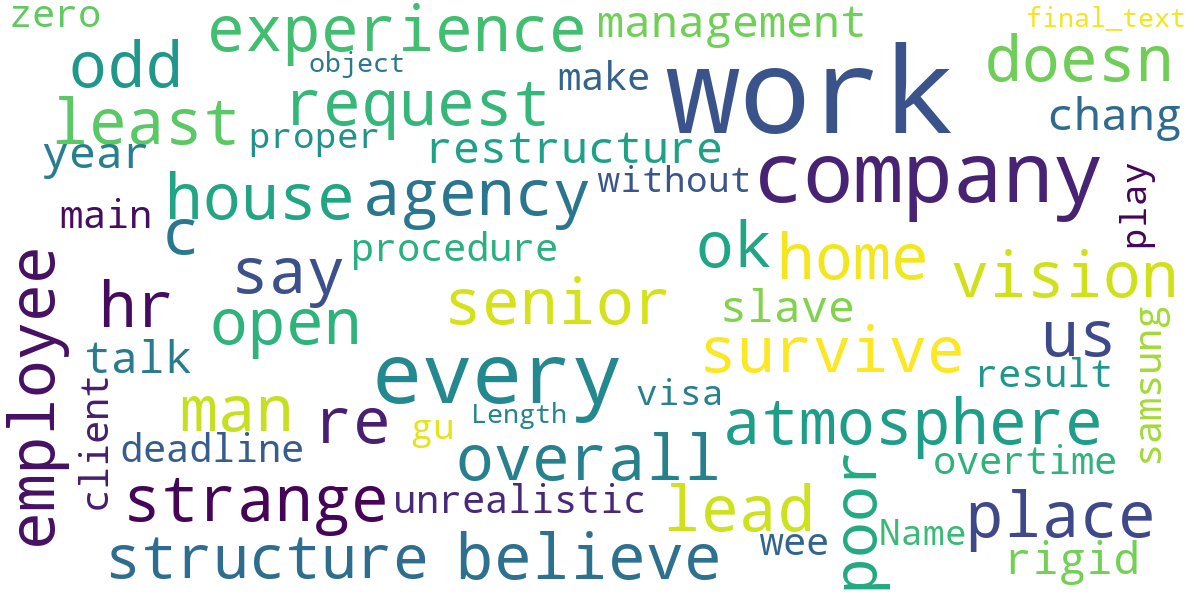 zero
experience
management
final_text
odd
object
make
work
doesn
least
request
chang
year
proper
restructure
company
house
agency
without
play
main
c
procedure
ok
home
vision
say
employee
hr
open
senior
slave
us
samsung
talk
every
survive
result
client
man
re
gu
Length
visa
atmosphere
deadline
overall
overtime
strange
unrealistic
lead
poor
place
Name
structure
believe
wee
rigid